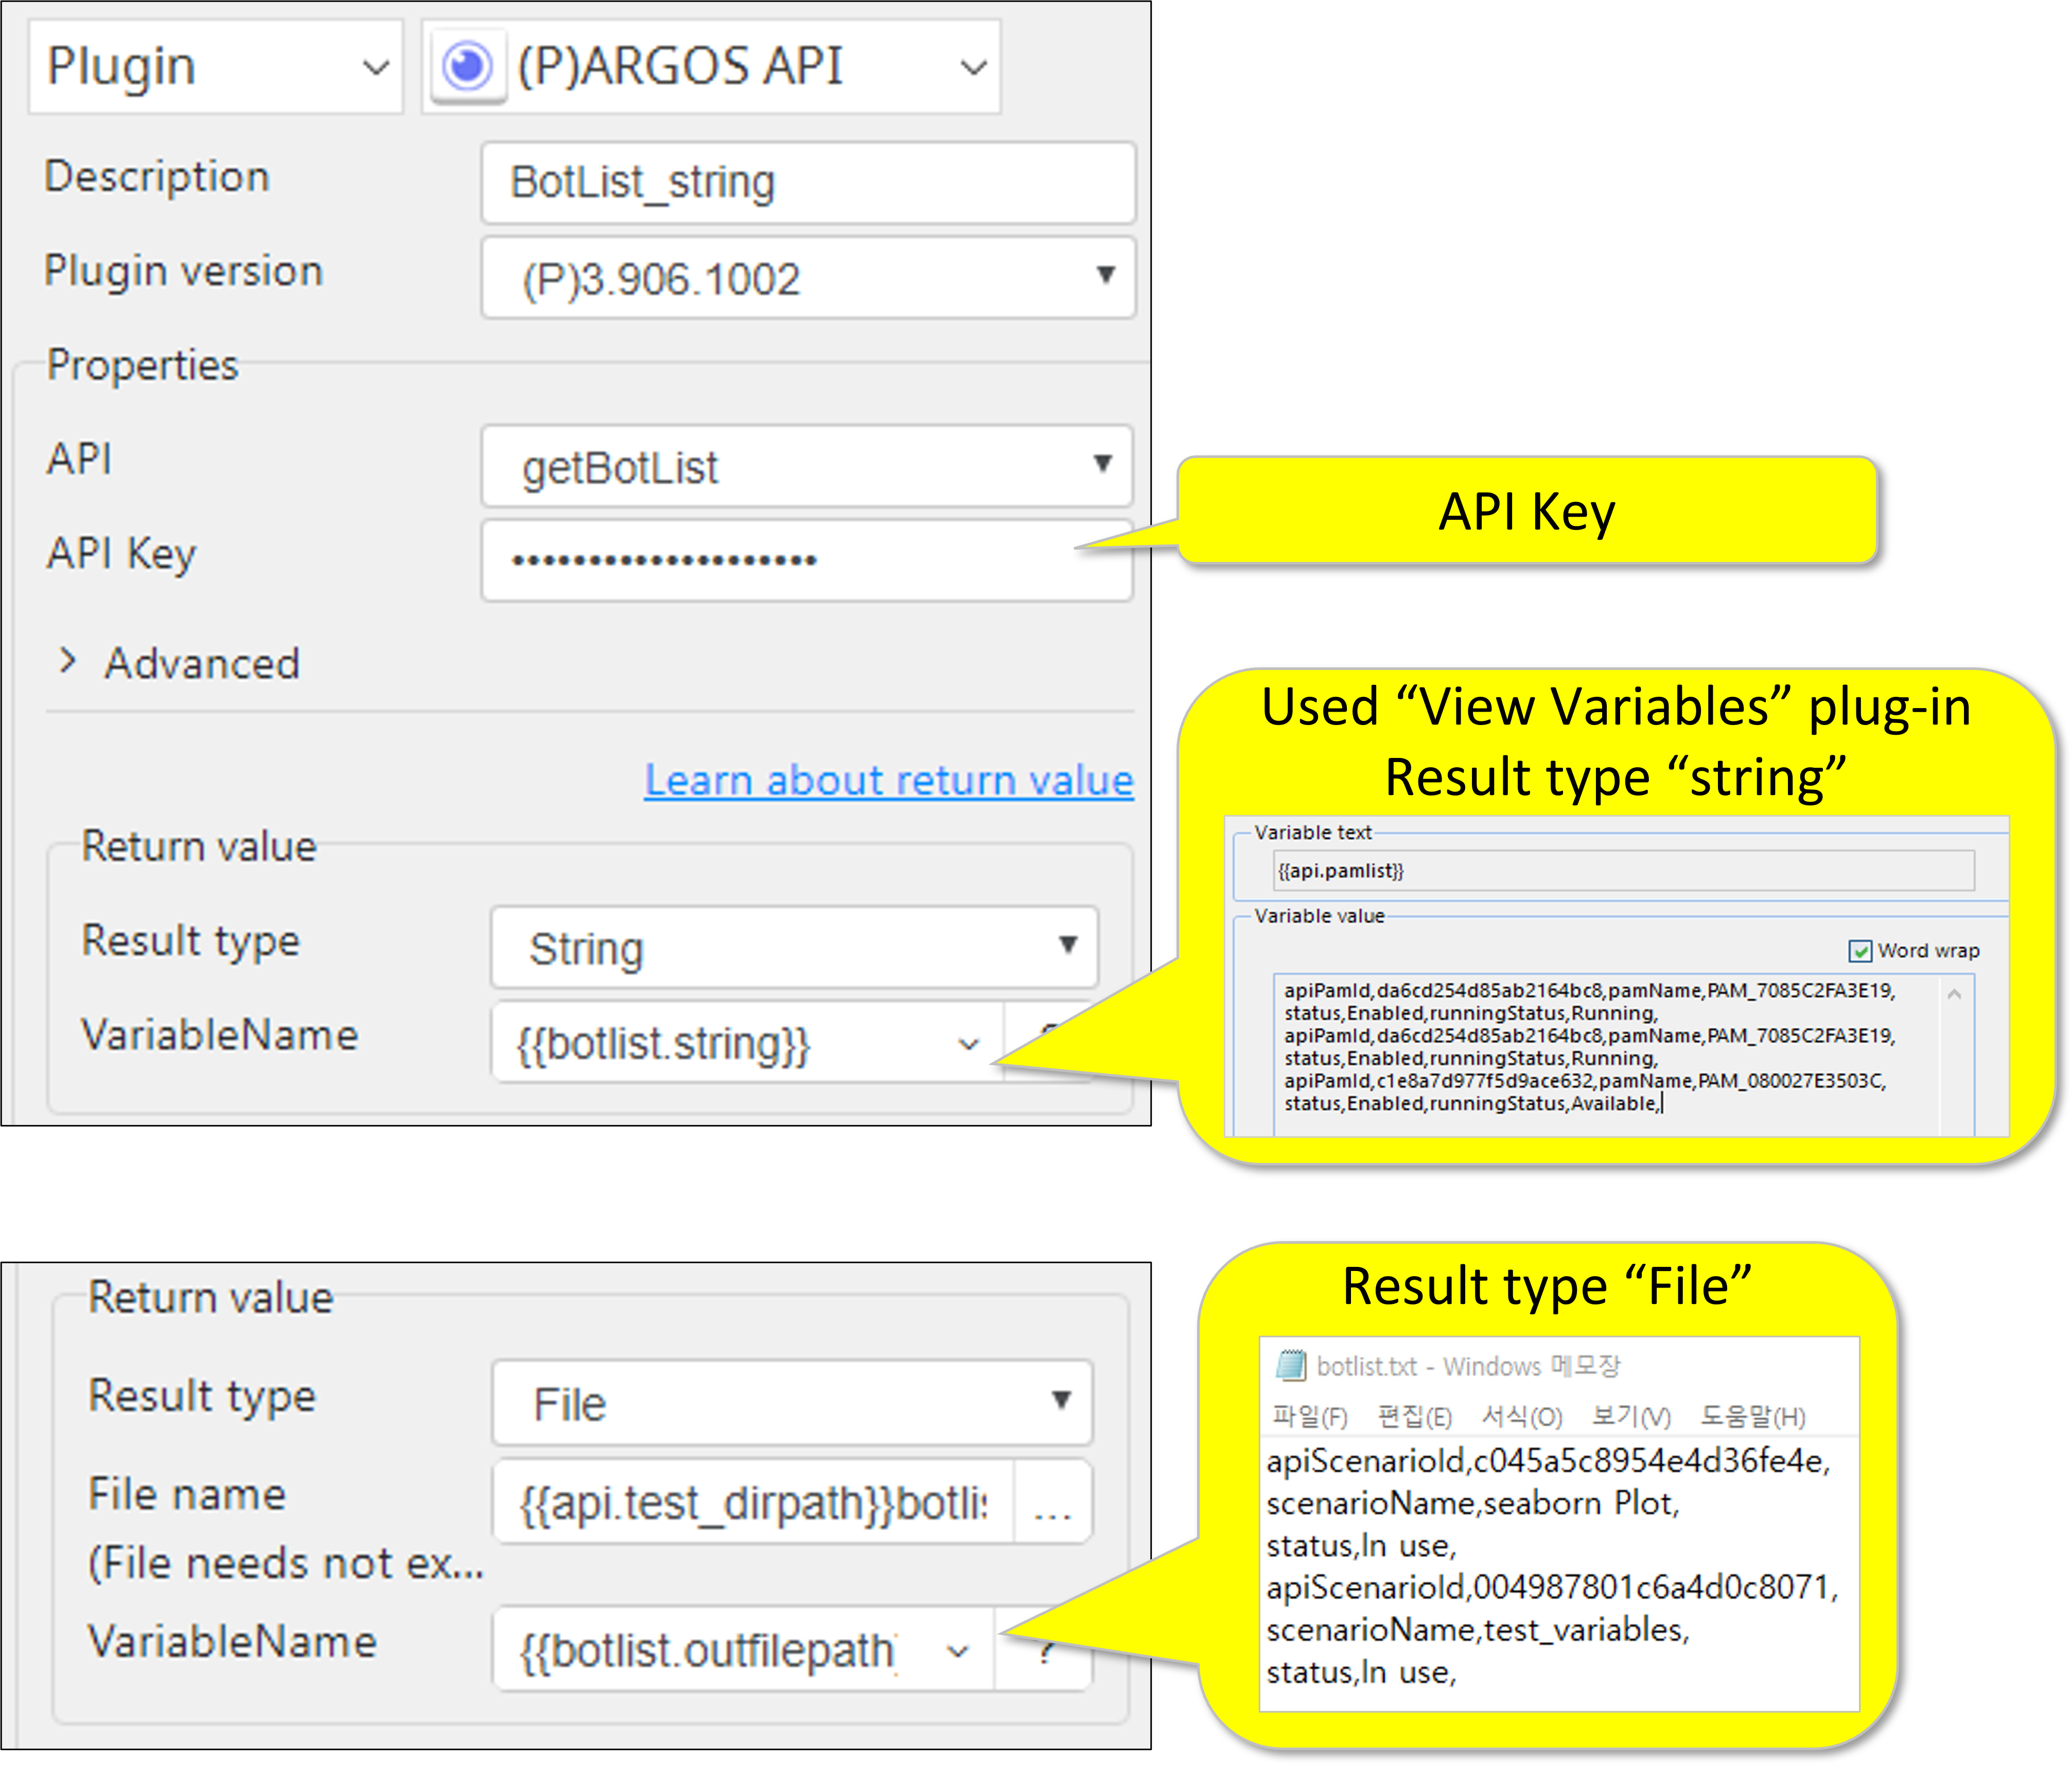 Plugin
(P)ARGOS API
Description
BotList_string
Plugin version
(P)3.906.1002
Properties
API
getBotList
API Key
••••••••••••••••••••
API Key
> Advanced
Learn about return value
Return value
Result type
String
VariableName
{{botlist.string}}
Used “View Variables” plug-in
Result type “string”
Variable text
{{api.pamlist}}
Variable value
Word wrap
apiPamId,da6cd254d85ab2164bc8,pamName,PAM_7085C2FA3E19,
status,Enabled,runningStatus,Running,
apiPamId,da6cd254d85ab2164bc8,pamName,PAM_7085C2FA3E19,
status,Enabled,runningStatus,Running,
apiPamId,c1e8a7d977f5d9ace632,pamName,PAM_080027E3503C,
status,Enabled,runningStatus,Available,
Return value
Result type
File
File name
(File needs not ex...
{{api.test_dirpath}}botlis
...
VariableName
{{botlist.outfilepath
?
Result type “File”
botlist.txt - Windows 메모장
파일(F) 편집(E) 서식(O) 보기(V) 도움말(H)
apiScenarioId,c045a5c8954e4d36fe4e,
scenarioName,seaborn Plot,
status,In use,
apiScenarioId,004987801c6a4d0c8071,
scenarioName,test_variables,
status,In use,